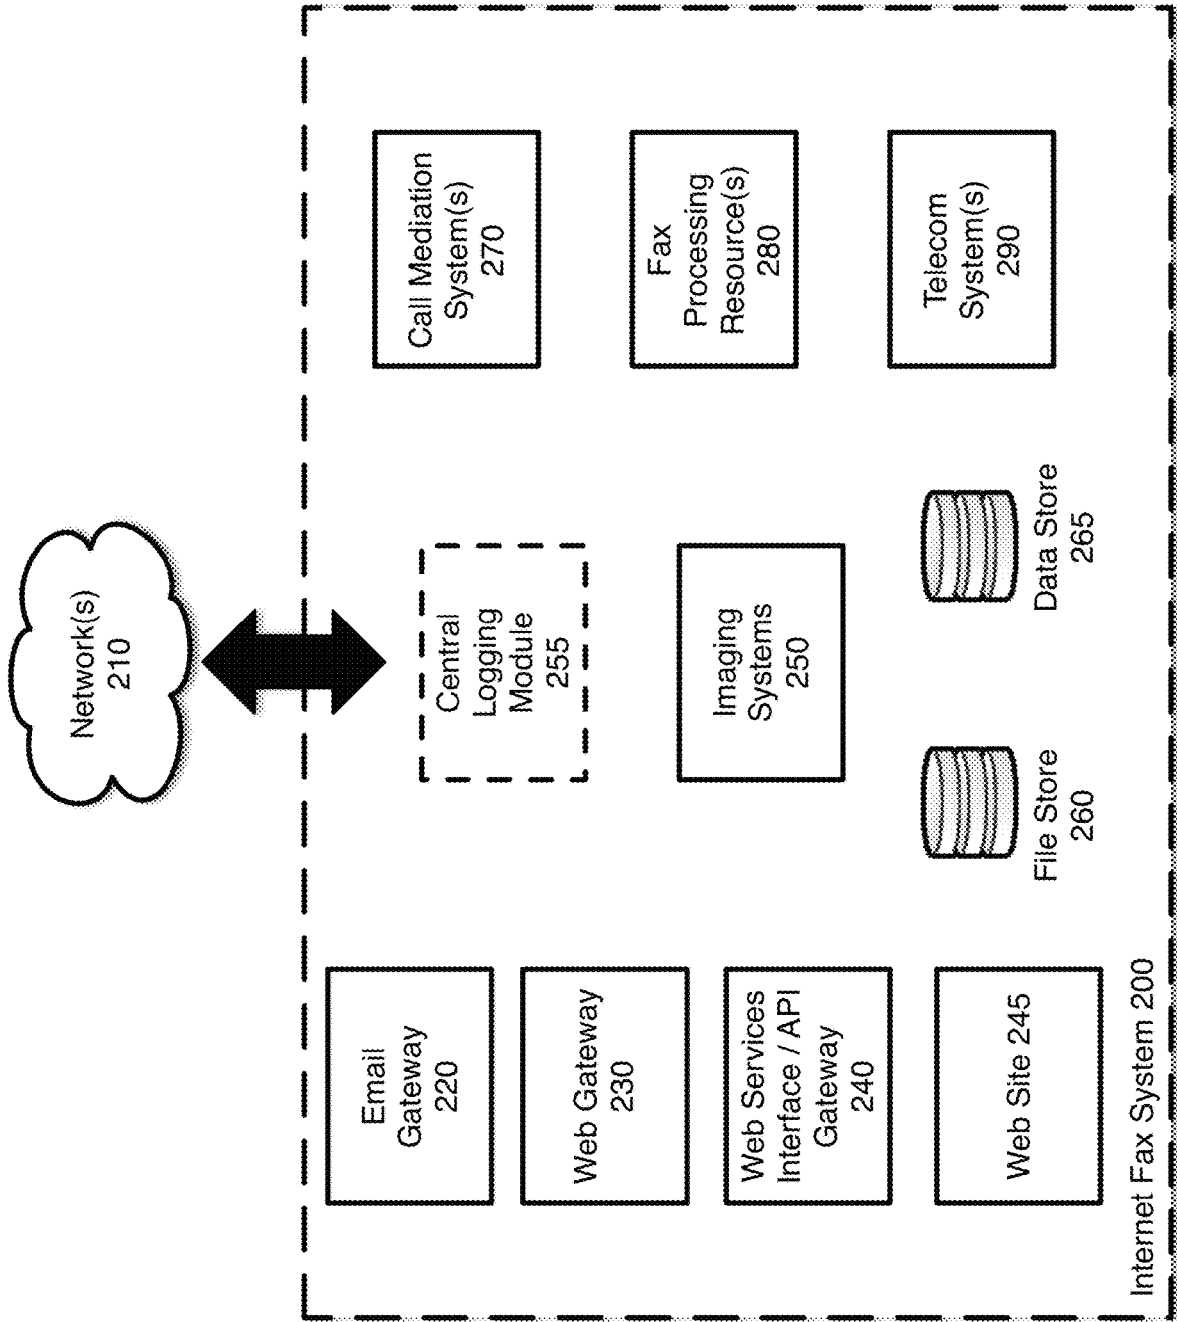 Network(s)
210
Email
Gateway
220
Web Gateway
230
Web Services
Interface / API
Gateway
240
Web Site 245
Central
Logging
Module
255
Imaging
Systems
250
File Store
260
Data Store
265
Call Mediation
System(s)
270
Fax
Processing
Resource(s)
280
Telecom
System(s)
290
Internet Fax System 200